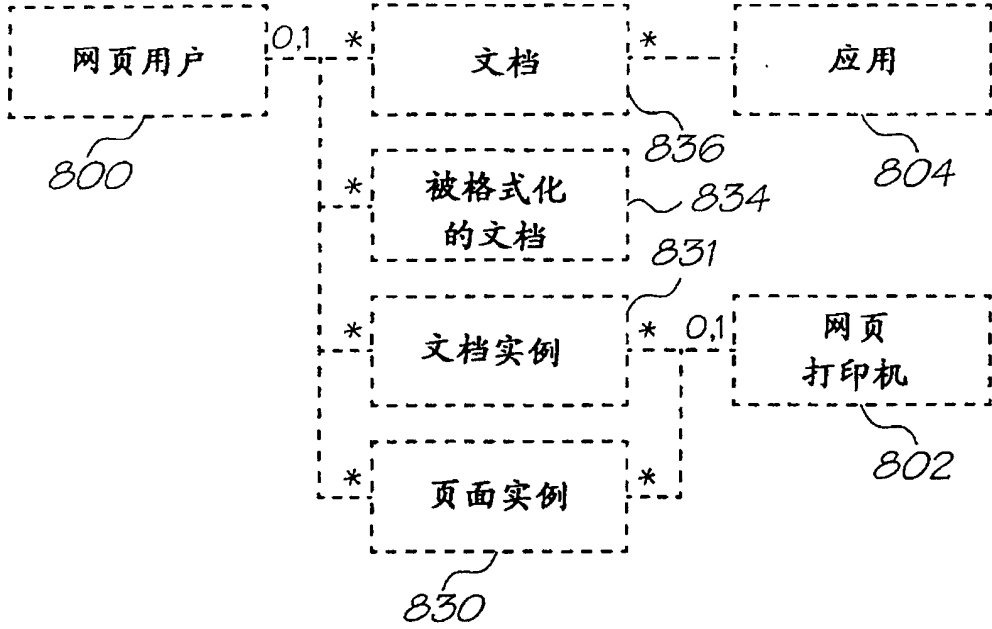 网页用户
0,1
*
文档
*
应用
800
836
804
*
被格式化
的文档
834
831
*
文档实例
*
0,1
网页
打印机
802
*
页面实例
*
830